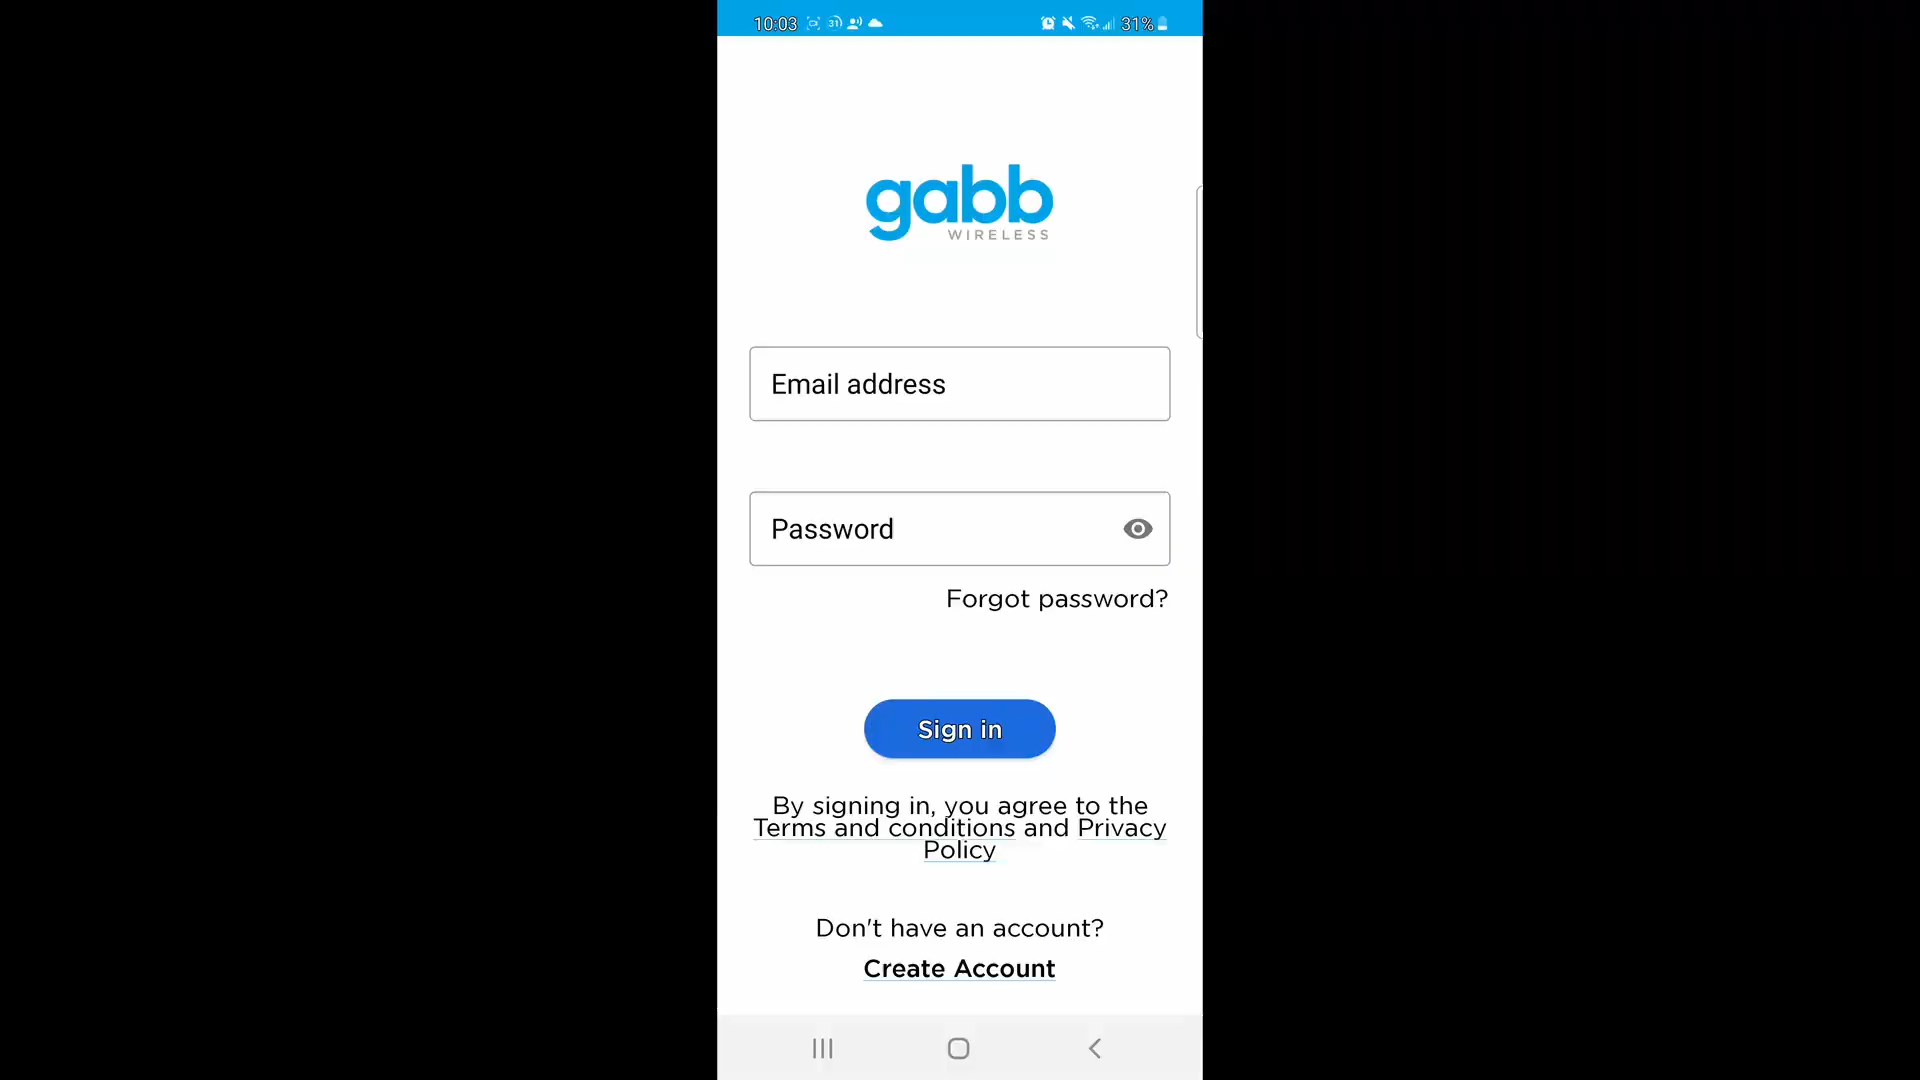 10:03 31 31%
gabb
WIRELESS
Email address
Password
Forgot password?
Sign in
By signing in, you agree to the
Terms and conditions and Privacy
Policy
Don't have an account?
Create Account